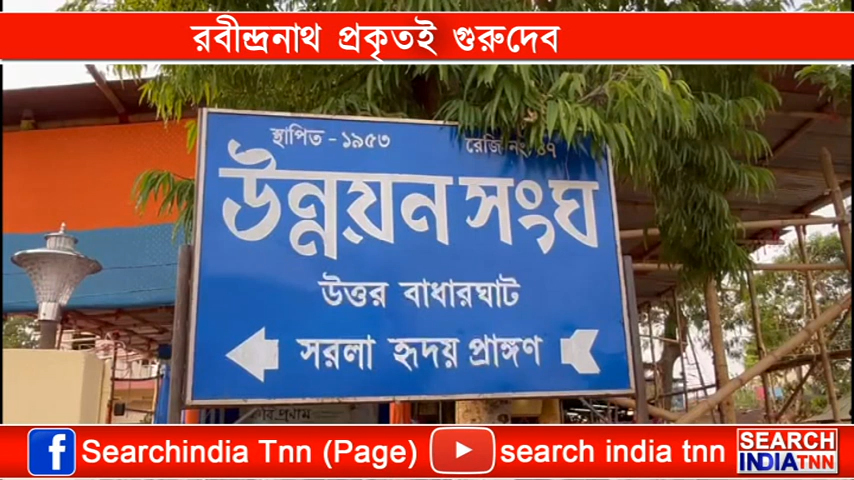 রবীন্দ্রনাথ প্রকৃতই গুরুদেব
স্থাপিত - ১৯৫৩
রেজি নং
উন্নয়ন সংঘ
উত্তর বাধারঘাট
সরলা হৃদয় প্রাঙ্গণ
Searchindia Tnn (Page) search india tnn
SEARCH
INDIATNN